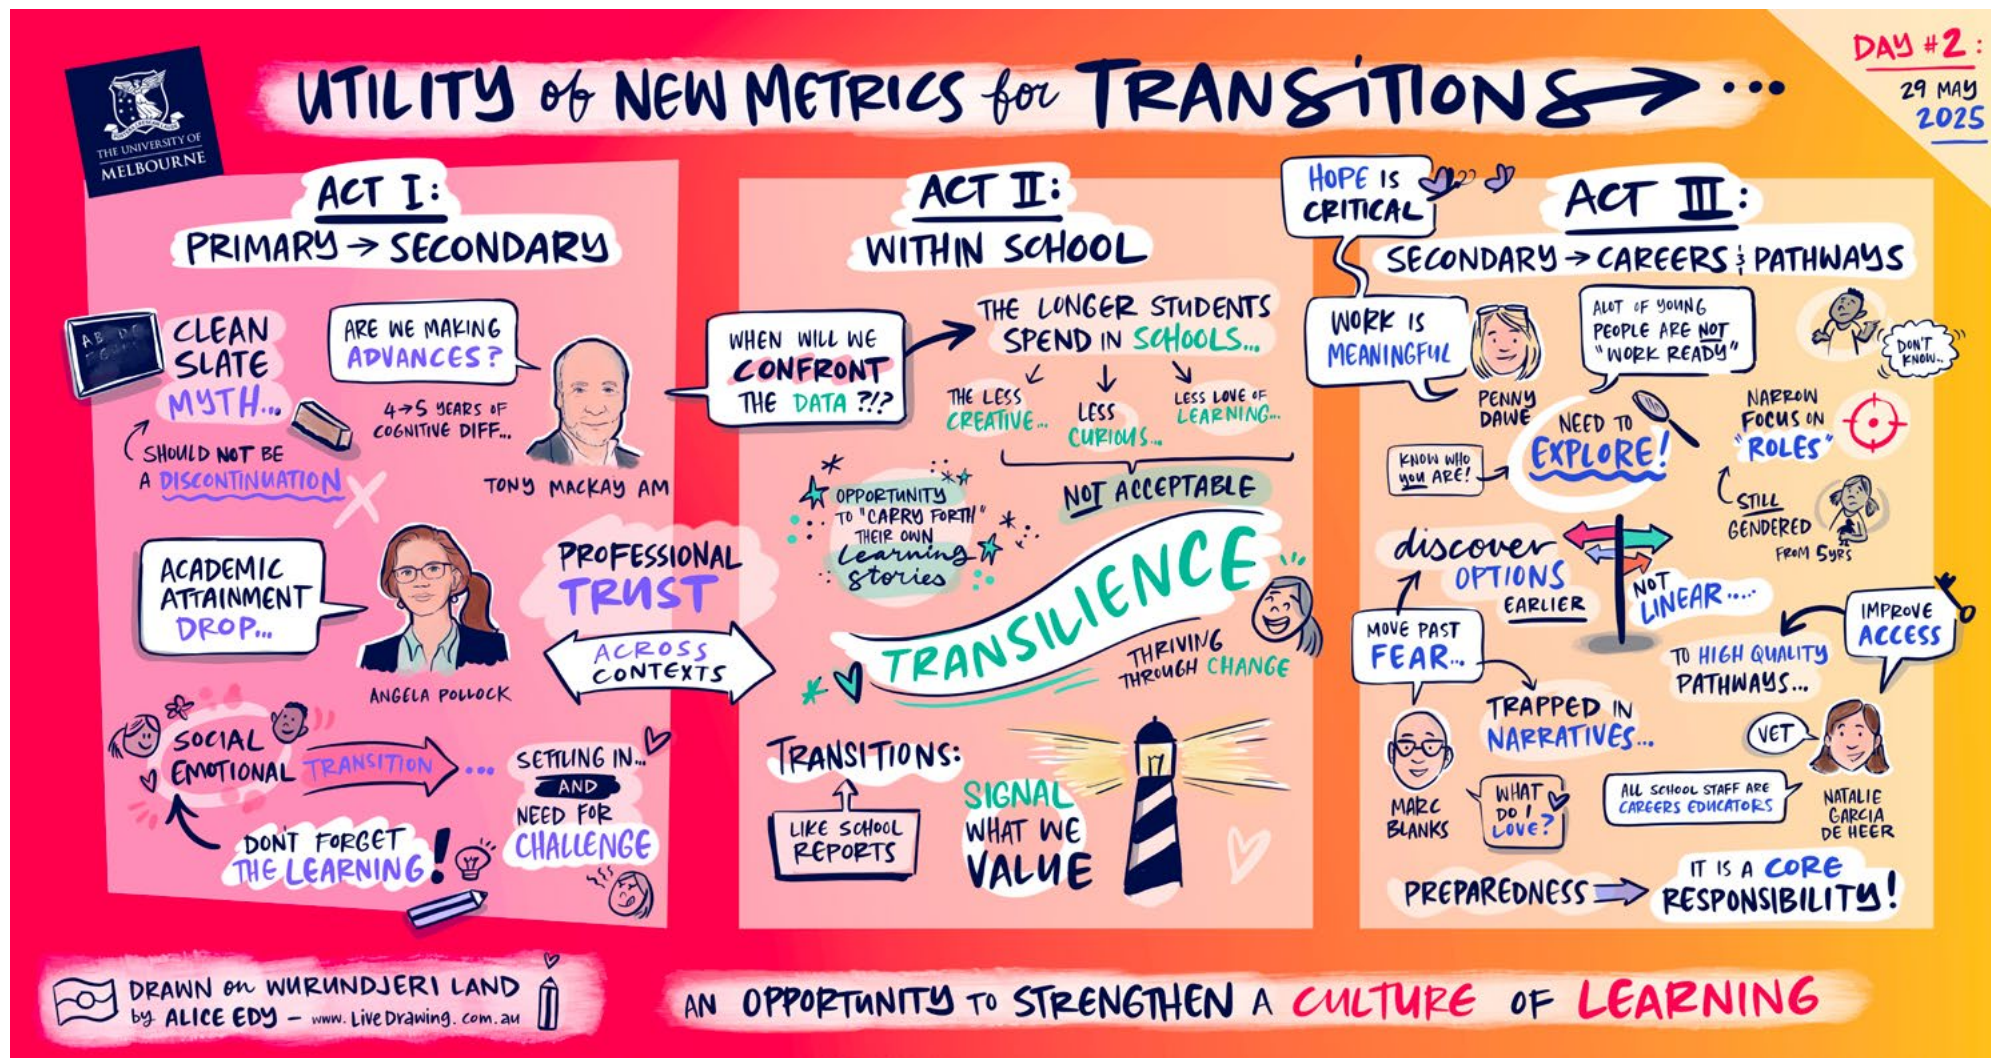 THE UNIVERSITY OF
MELBOURNE
UTILITY of NEW METRICS for TRANSITIONS
DAY #2:
29 MAY
2025
ACT I:
PRIMARY → SECONDARY
CLEAN
SLATE
MYTH...
SHOULD NOT BE
A DISCONTINUATION
ARE WE MAKING
ADVANCES?
4→5 YEARS OF
COGNITIVE DIFF...
TONY MACKAY AM
ACADEMIC
ATTAINMENT
DROP...
ANGELA POLLOCK
PROFESSIONAL
TRUST
ACROSS
CONTEXTS
SOCIAL
EMOTIONAL
TRANSITION
...
SETTLING IN...
AND
NEED FOR
CHALLENGE
DON'T FORGET
THE LEARNING!
ACT II:
WITHIN SCHOOL
WHEN WILL WE
CONFRONT
THE DATA ?!?
THE LONGER STUDENTS
SPEND IN SCHOOLS...
THE LESS
CREATIVE...
LESS
CURIOUS...
LESS LOVE OF
LEARNING...
NOT ACCEPTABLE
OPPORTUNITY
TO "CARRY FORTH"
THEIR OWN
Learning
stories
TRANSILIENCE
THRIVING
THROUGH CHANGE
TRANSITIONS:
LIKE SCHOOL
REPORTS
SIGNAL
WHAT WE
VALUE
ACT III:
SECONDARY → CAREERS & PATHWAYS
HOPE IS
CRITICAL
WORK IS
MEANINGFUL
PENNY
DAWE
ALOT OF YOUNG
PEOPLE ARE NOT
"WORK READY"
DON'T
KNOW..
NEED TO
EXPLORE!
KNOW WHO
YOU ARE!
NARROW
FOCUS ON
"ROLES"
STILL
GENDERED
FROM 5YRS
discover
OPTIONS
EARLIER
NOT
LINEAR....
MOVE PAST
FEAR...
TRAPPED IN
NARRATIVES...
IMPROVE
ACCESS
TO HIGH QUALITY
PATHWAYS...
MARC
BLANKS
WHAT
DO I
LOVE?
VET
ALL SCHOOL STAFF ARE
CAREERS EDUCATORS
NATALIE
GARCIA
DE HEER
PREPAREDNESS
IT IS A CORE
RESPONSIBILITY!
DRAWN on WURUNDJERI LAND
by ALICE EDY - www.LiveDrawing.com.au
AN OPPORTUNITY TO STRENGTHEN A CULTURE OF LEARNING